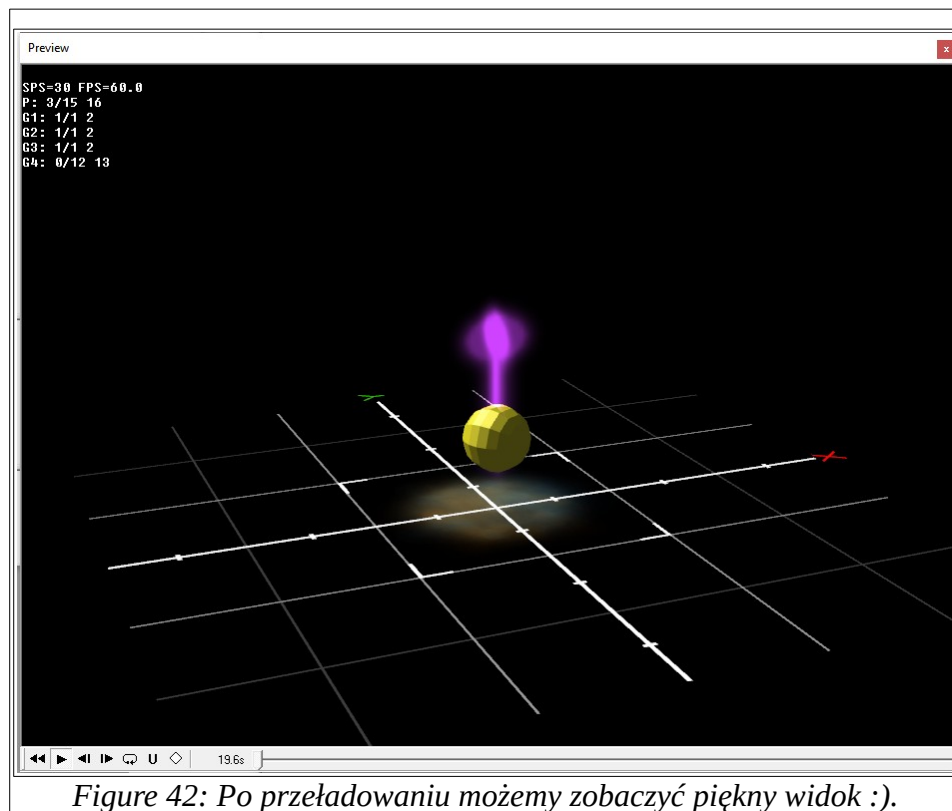 Preview
x
SPS=30 FPS=60.0
P: 3/15 16
G1: 1/1 2
G2: 1/1 2
G3: 1/1 2
G4: 0/12 13
Y
X
U
19.6s
Figure 42: Po przeładowaniu możemy zobaczyć piękny widok :).